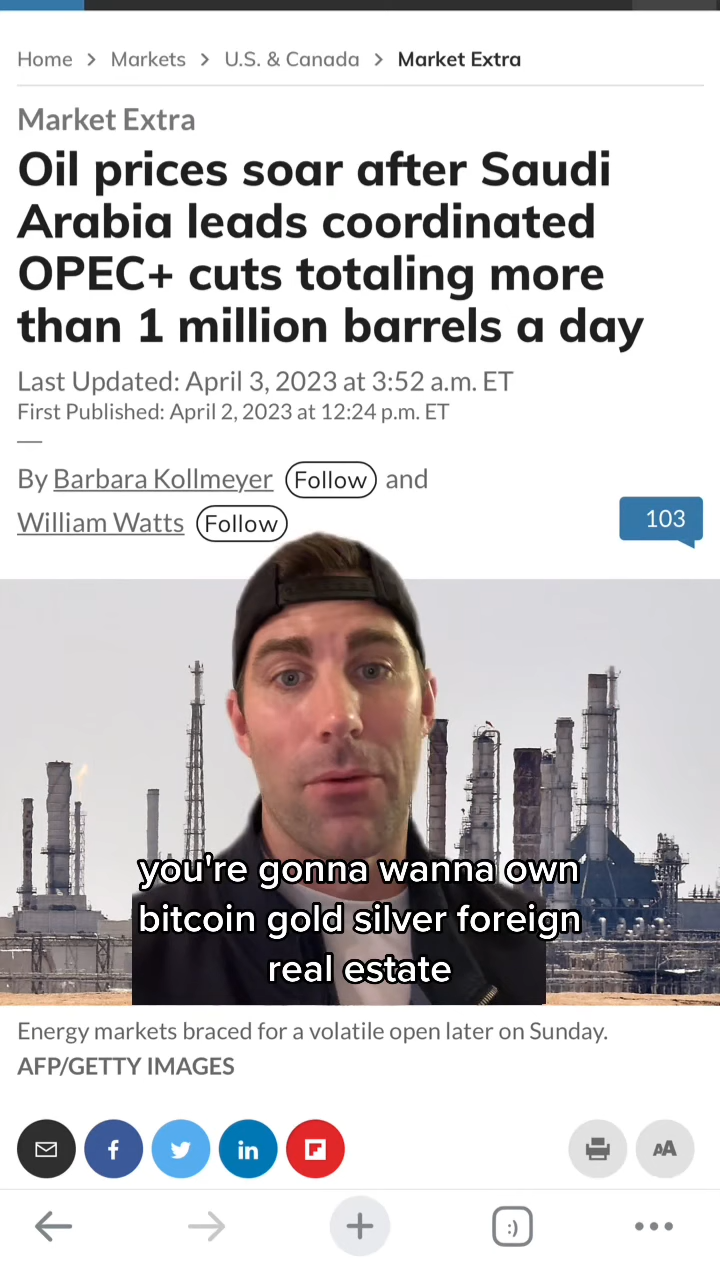 Home > Markets > U.S. & Canada > Market Extra
Market Extra
Oil prices soar after Saudi
Arabia leads coordinated
OPEC+ cuts totaling more
than 1 million barrels a day
Last Updated: April 3, 2023 at 3:52 a.m. ET
First Published: April 2, 2023 at 12:24 p.m. ET
By Barbara Kollmeyer Follow and
William Watts Follow
103
you're gonna wanna own
bitcoin gold silver foreign
real estate
Energy markets braced for a volatile open later on Sunday.
AFP/GETTY IMAGES
f in
AA
:)